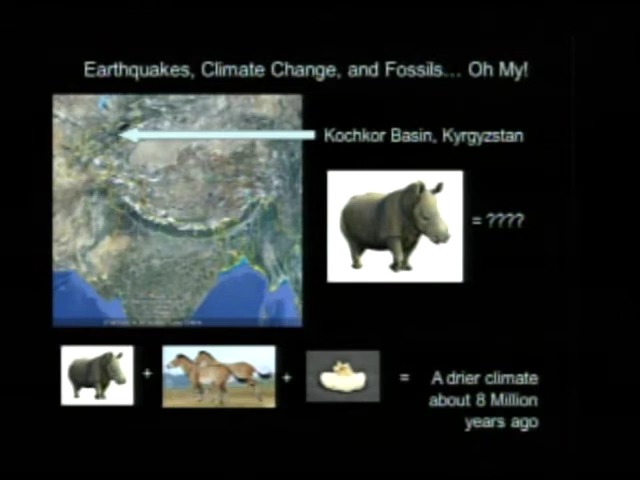 Earthquakes, Climate Change, and Fossils... Oh My!
Kochkor Basin, Kyrgyzstan
= ????
+
+
= A drier climate
about 8 Million
years ago